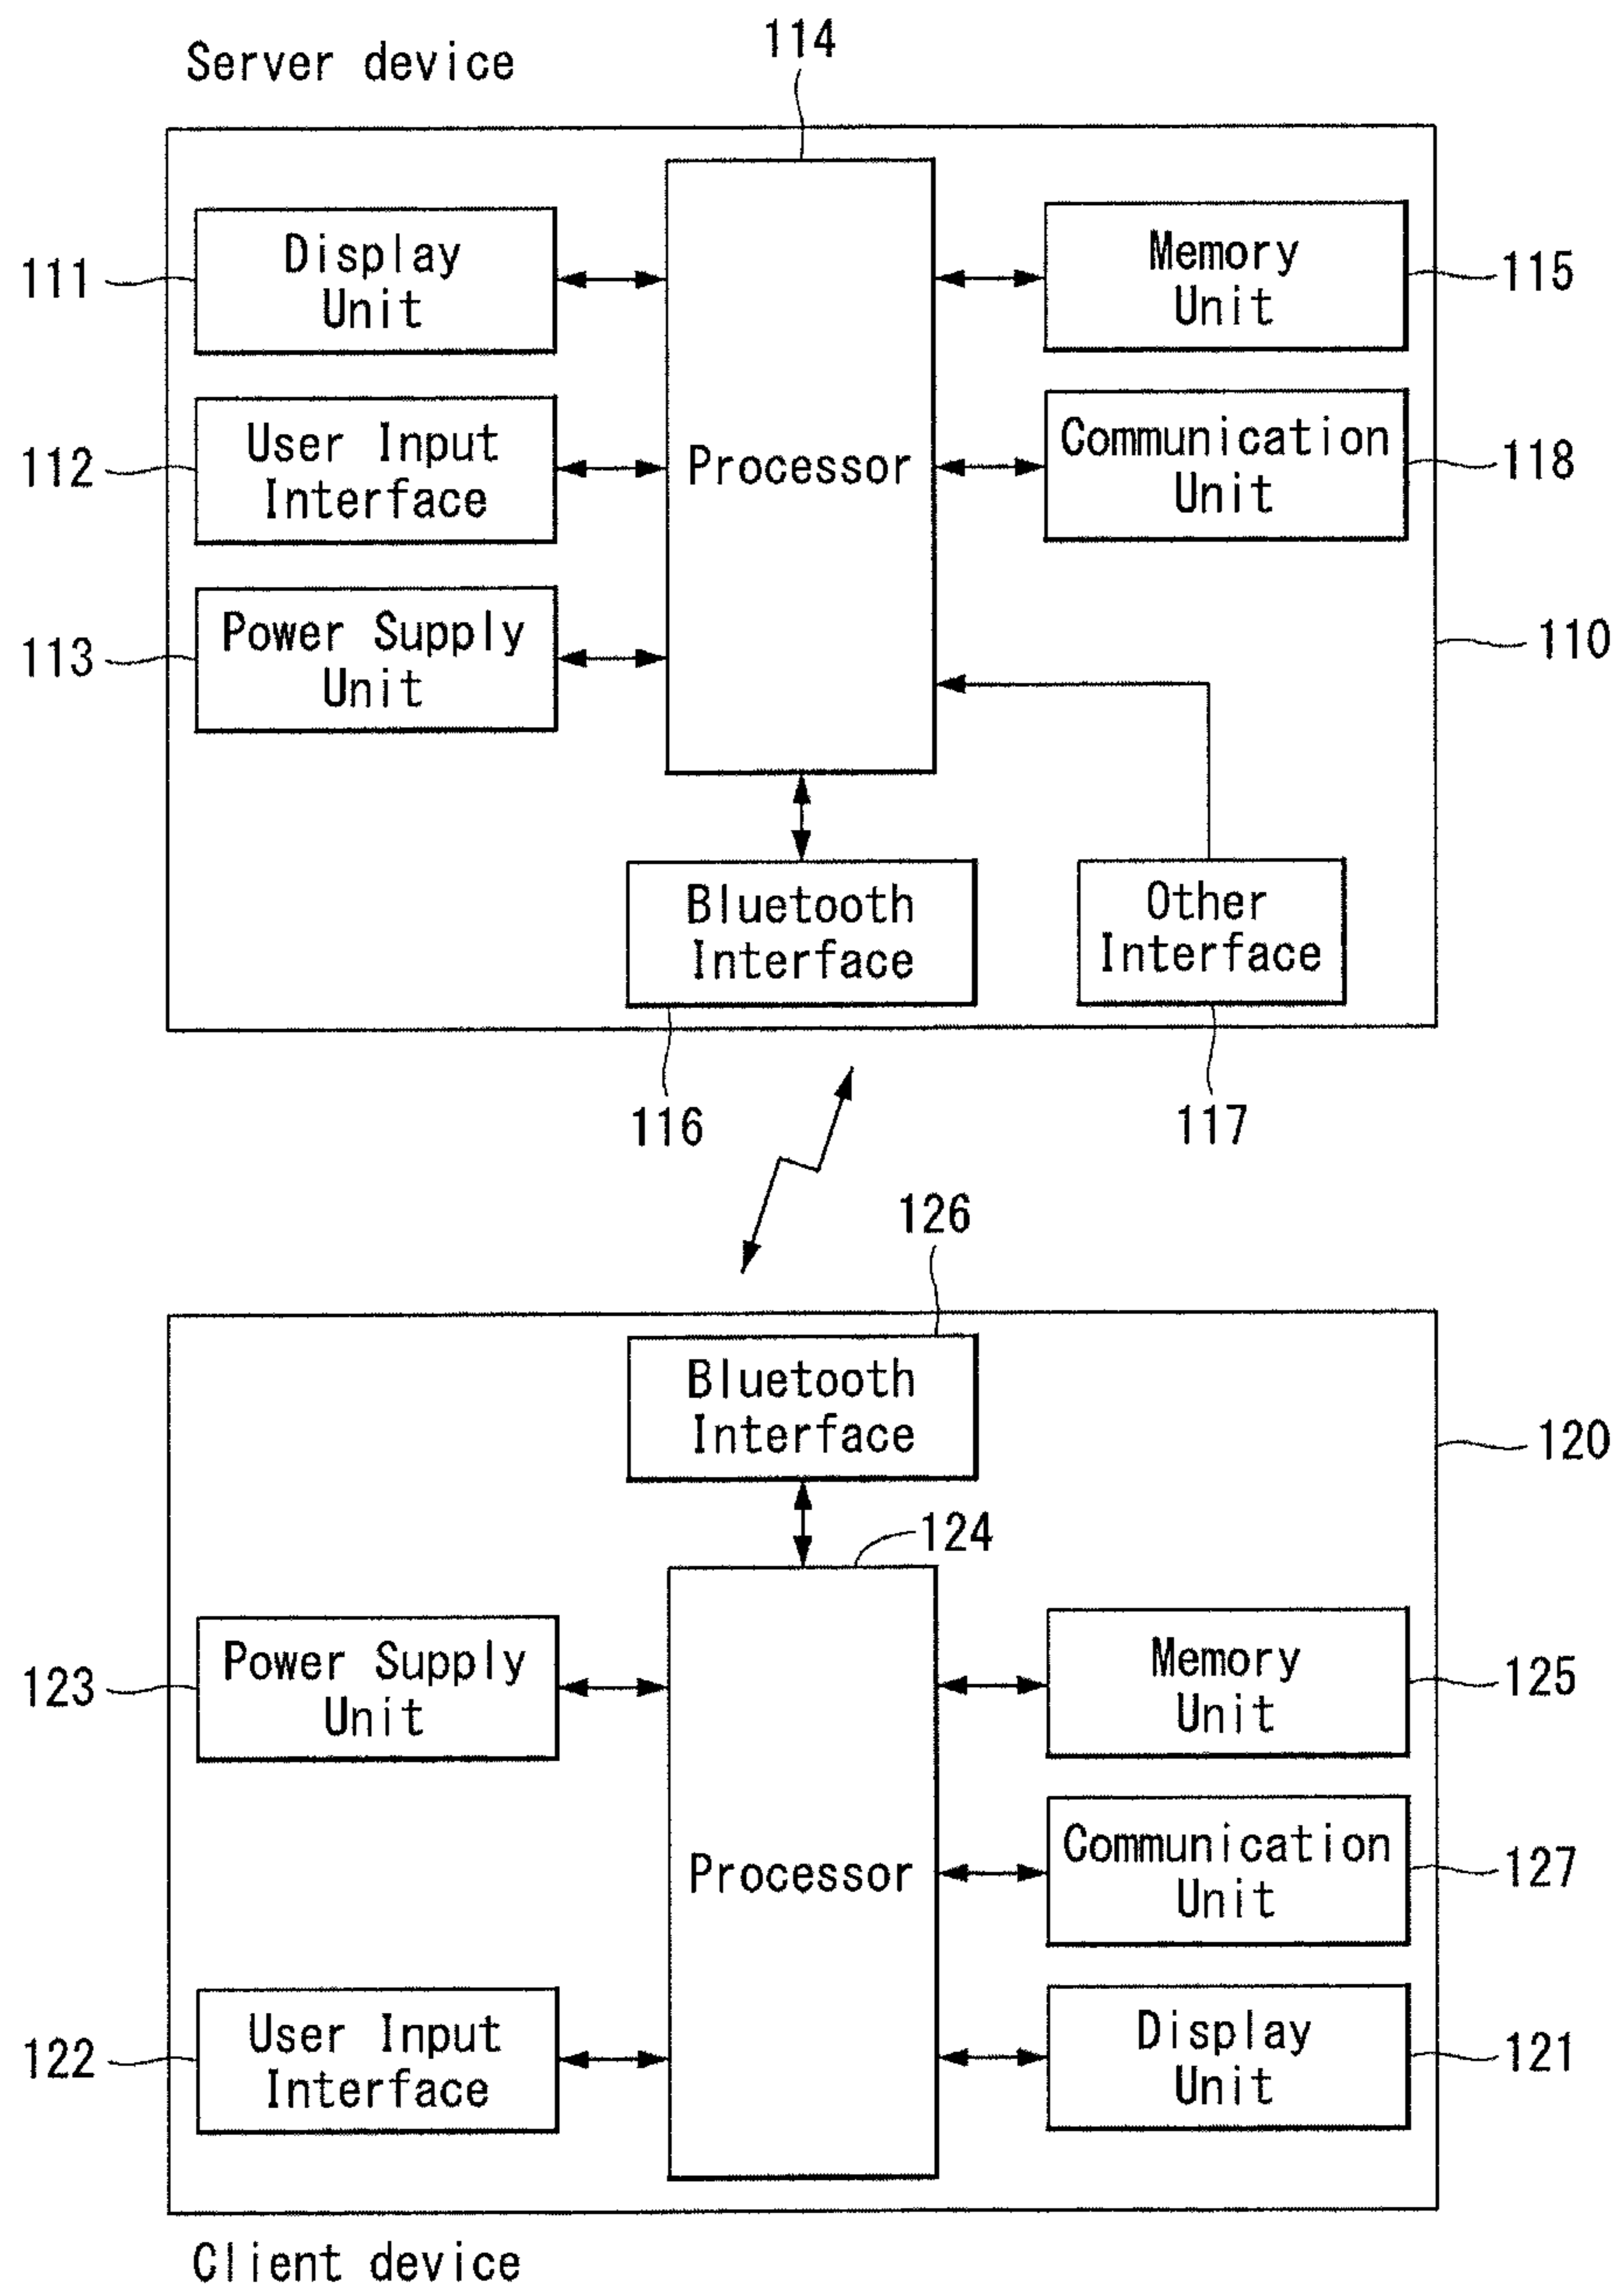 114
Server device
Display
Unit
111
Memory
Unit
115
User Input
Interface
112
Processor
Communication
Unit
118
Power Supply
Unit
113
110
Bluetooth
Interface
Other
Interface
116
117
126
Bluetooth
Interface
120
124
Power Supply
Unit
123
Memory
Unit
125
Processor
Communication
Unit
127
User Input
Interface
122
Display
Unit
121
Client device